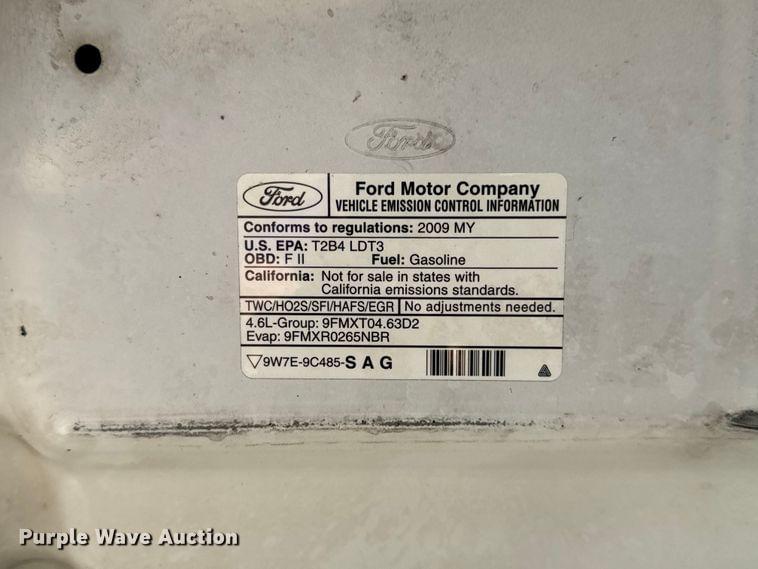 Ford
Ford
Ford Motor Company
VEHICLE EMISSION CONTROL INFORMATION
Conforms to regulations: 2009 MY
U.S. EPA: T2B4 LDT3
OBD: F II Fuel: Gasoline
California: Not for sale in states with
California emissions standards.
TWC/HO2S/SFI/HAFS/EGR No adjustments needed.
4.6L-Group: 9FMXT04.63D2
Evap: 9FMXR0265NBR
9W7E-9C485-S A G
Purple Wave Auction